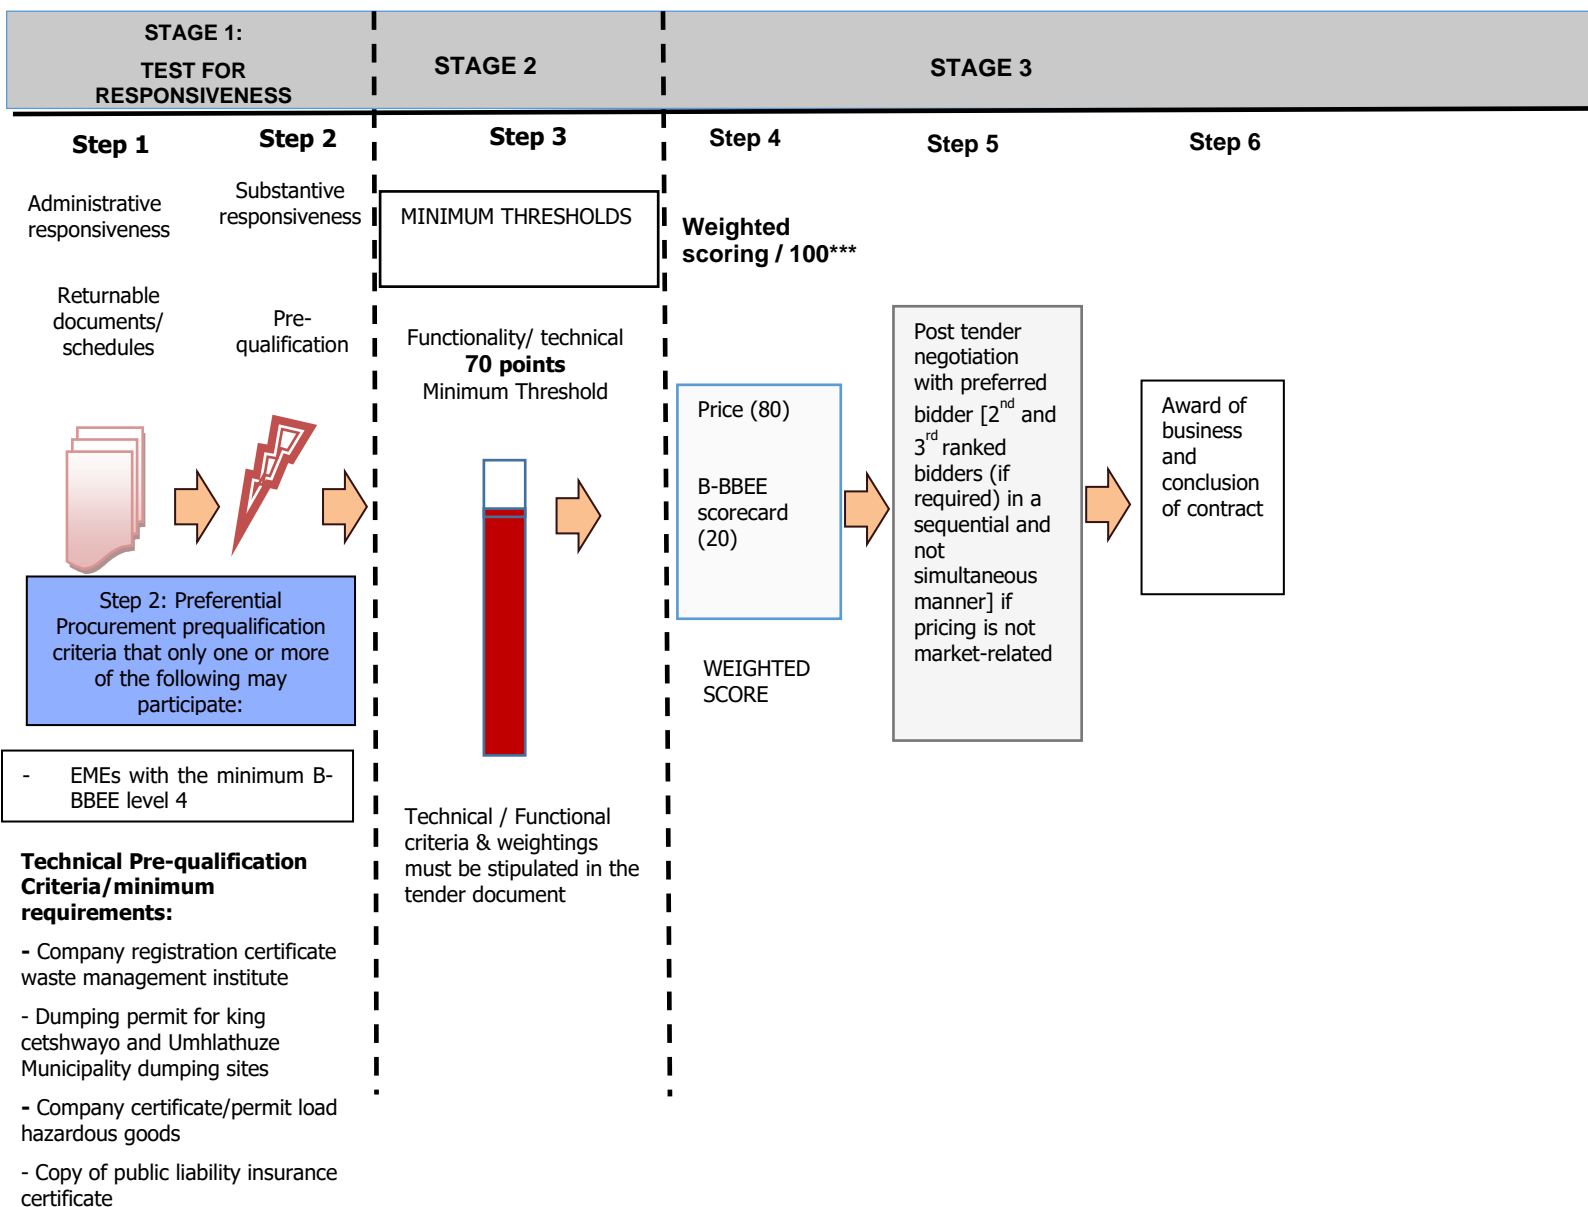 STAGE 1:
TEST FOR
RESPONSIVENESS
STAGE 2
STAGE 3
Step 1
Step 2
Step 3
Step 4
Step 5
Step 6
Administrative
responsiveness
Returnable
documents/
schedules
Substantive
responsiveness
Pre-
qualification
Step 2: Preferential
Procurement prequalification
criteria that only one or more
of the following may
participate:
- EMEs with the minimum B-
BBEE level 4
Technical Pre-qualification
Criteria/minimum
requirements:
- Company registration certificate
waste management institute
- Dumping permit for king
cetshwayo and Umhlathuze
Municipality dumping sites
- Company certificate/permit load
hazardous goods
- Copy of public liability insurance
certificate
MINIMUM THRESHOLDS
Functionality/ technical
70 points
Minimum Threshold
Technical / Functional
criteria & weightings
must be stipulated in the
tender document
Weighted
scoring / 100***
Price (80)
B-BBEE
scorecard
(20)
WEIGHTED
SCORE
Post tender
negotiation
with preferred
bidder [2nd and
3rd ranked
bidders (if
required) in a
sequential and
not
simultaneous
manner] if
pricing is not
market-related
Award of
business
and
conclusion
of contract